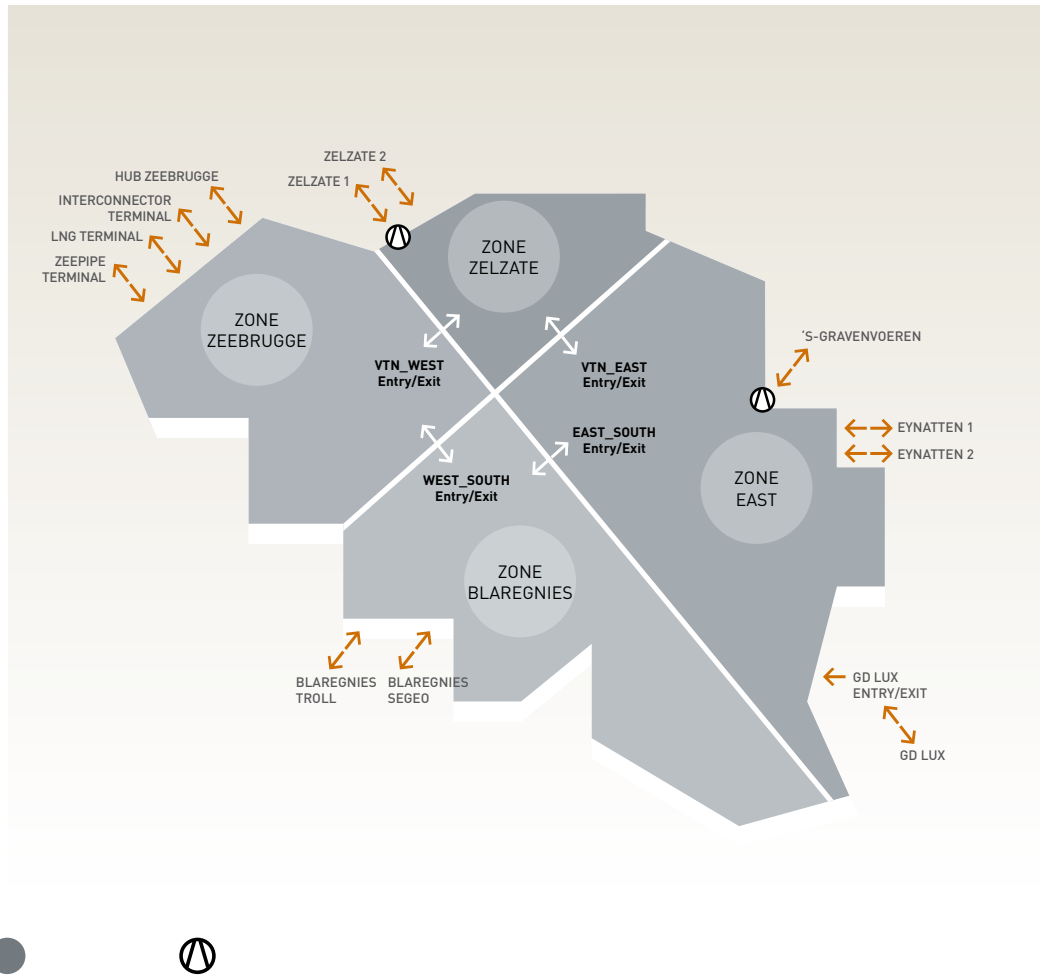 ZELZATE 2
ZELZATE 1
HUB ZEEBRUGGE
INTERCONNECTOR
TERMINAL
LNG TERMINAL
ZEEPIPE
TERMINAL
ZONE
ZELZATE
ZONE
ZEEBRUGGE
VTN_WEST
Entry/Exit
VTN_EAST
Entry/Exit
'S-GRAVENVOEREN
EYNATTEN 1
EYNATTEN 2
EAST_SOUTH
Entry/Exit
WEST_SOUTH
Entry/Exit
ZONE
EAST
ZONE
BLAREGNIES
BLAREGNIES
TROLL
BLAREGNIES
SEGEO
GD LUX
ENTRY/EXIT
GD LUX